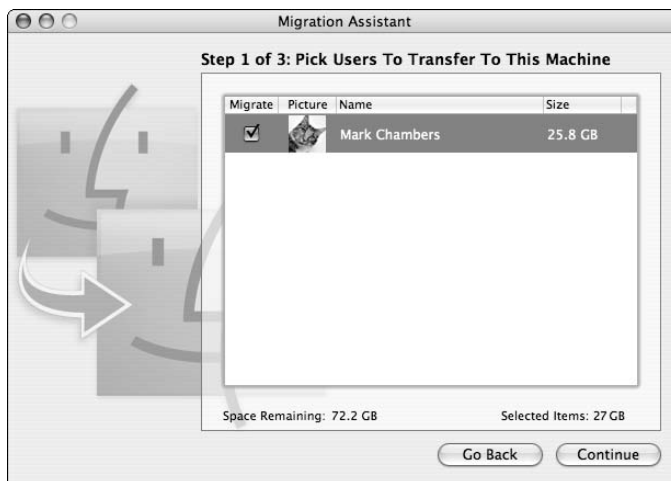 Migration Assistant
Step 1 of 3: Pick Users To Transfer To This Machine
Migrate Picture Name Size
Mark Chambers 25.8 GB
Space Remaining: 72.2 GB Selected Items: 27 GB
Go Back Continue